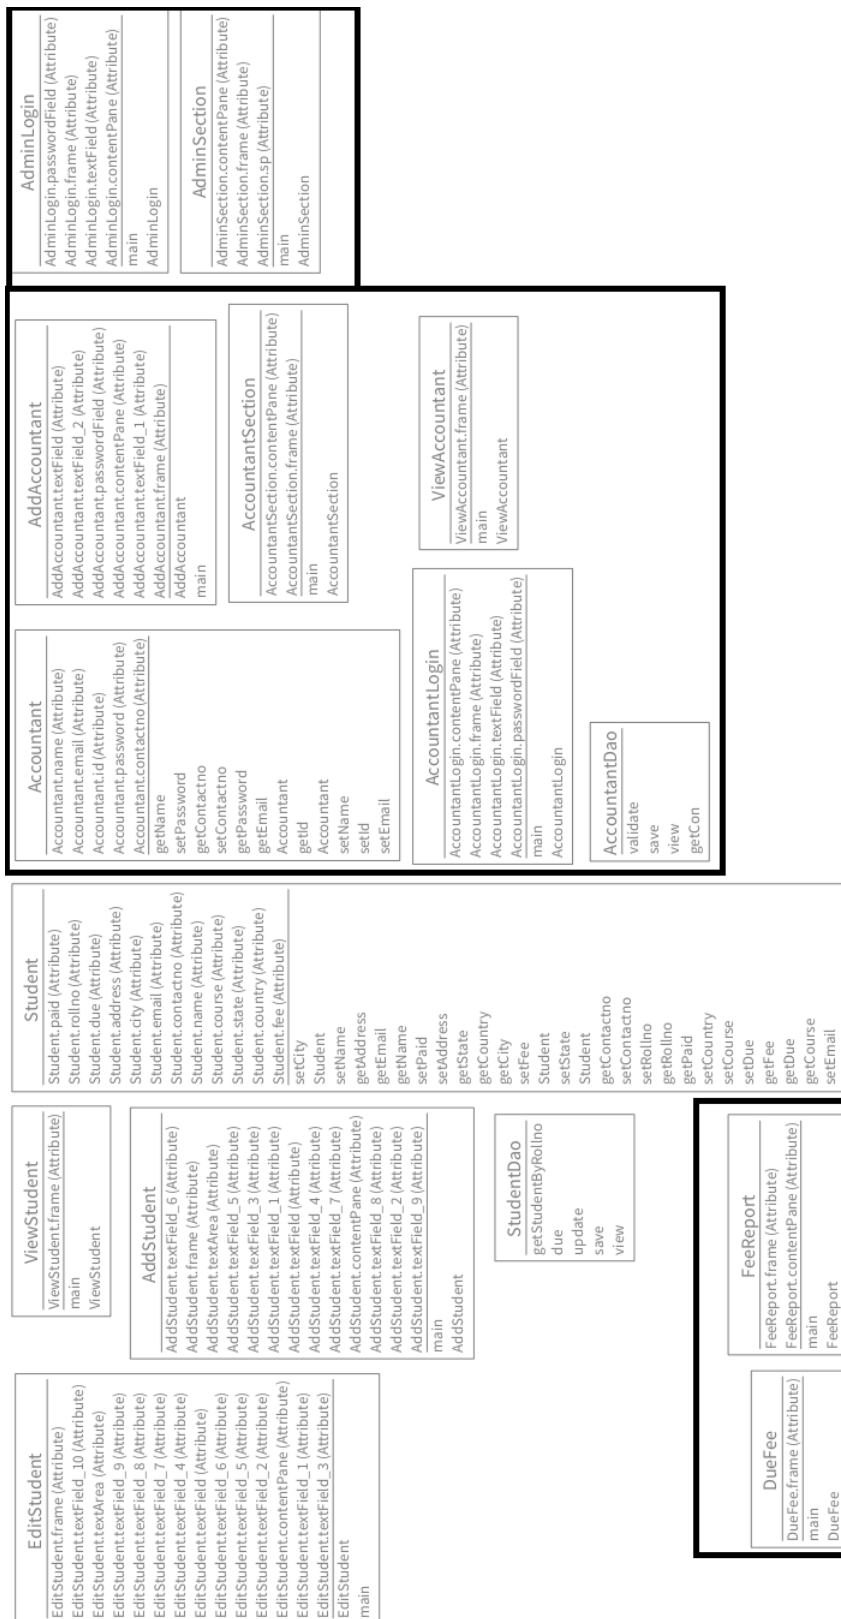 EditStudent
EditStudent.frame (Attribute)
EditStudent.textField_10 (Attribute)
EditStudent.textArea (Attribute)
EditStudent.textField_9 (Attribute)
EditStudent.textField_8 (Attribute)
EditStudent.textField_7 (Attribute)
EditStudent.textField_4 (Attribute)
EditStudent.textField (Attribute)
EditStudent.textField_6 (Attribute)
EditStudent.textField_5 (Attribute)
EditStudent.textField_2 (Attribute)
EditStudent.contentPane (Attribute)
EditStudent.textField_1 (Attribute)
EditStudent.textField_3 (Attribute)
EditStudent
main
ViewStudent
ViewStudent.frame (Attribute)
main
ViewStudent
AddStudent
AddStudent.textField_6 (Attribute)
AddStudent.frame (Attribute)
AddStudent.textArea (Attribute)
AddStudent.textField_5 (Attribute)
AddStudent.textField_3 (Attribute)
AddStudent.textField_1 (Attribute)
AddStudent.textField (Attribute)
AddStudent.textField_4 (Attribute)
AddStudent.textField_7 (Attribute)
AddStudent.contentPane (Attribute)
AddStudent.textField_8 (Attribute)
AddStudent.textField_2 (Attribute)
AddStudent.textField_9 (Attribute)
main
AddStudent
StudentDao
getStudentByRollno
due
update
save
view
DueFee
DueFee.frame (Attribute)
main
DueFee
FeeReport
FeeReport.frame (Attribute)
FeeReport.contentPane (Attribute)
main
FeeReport
Student
Student.paid (Attribute)
Student.rollno (Attribute)
Student.due (Attribute)
Student.address (Attribute)
Student.city (Attribute)
Student.email (Attribute)
Student.contactno (Attribute)
Student.name (Attribute)
Student.course (Attribute)
Student.state (Attribute)
Student.country (Attribute)
Student.fee (Attribute)
setCity
Student
setName
getAddress
getEmail
getName
setPaid
setAddress
getState
getCountry
getCity
setFee
Student
setState
Student
getContactno
setContactno
setRollno
getRollno
getPaid
setCountry
setCourse
setDue
getFee
getDue
getCourse
setEmail
Accountant
Accountant.name (Attribute)
Accountant.email (Attribute)
Accountant.id (Attribute)
Accountant.password (Attribute)
Accountant.contactno (Attribute)
getName
setPassword
getContactno
setContactno
getPassword
getEmail
Accountant
getId
Accountant
setName
setId
setEmail
AddAccountant
AddAccountant.textField (Attribute)
AddAccountant.textField_2 (Attribute)
AddAccountant.passwordField (Attribute)
AddAccountant.contentPane (Attribute)
AddAccountant.textField_1 (Attribute)
AddAccountant.frame (Attribute)
AddAccountant
main
AccountantSection
AccountantSection.contentPane (Attribute)
AccountantSection.frame (Attribute)
main
AccountantSection
AccountantLogin
AccountantLogin.contentPane (Attribute)
AccountantLogin.frame (Attribute)
AccountantLogin.textField (Attribute)
AccountantLogin.passwordField (Attribute)
main
AccountantLogin
ViewAccountant
ViewAccountant.frame (Attribute)
main
ViewAccountant
AccountantDao
validate
save
view
getCon
AdminLogin
AdminLogin.passwordField (Attribute)
AdminLogin.frame (Attribute)
AdminLogin.textField (Attribute)
AdminLogin.contentPane (Attribute)
main
AdminLogin
AdminSection
AdminSection.contentPane (Attribute)
AdminSection.frame (Attribute)
AdminSection.sp (Attribute)
main
AdminSection